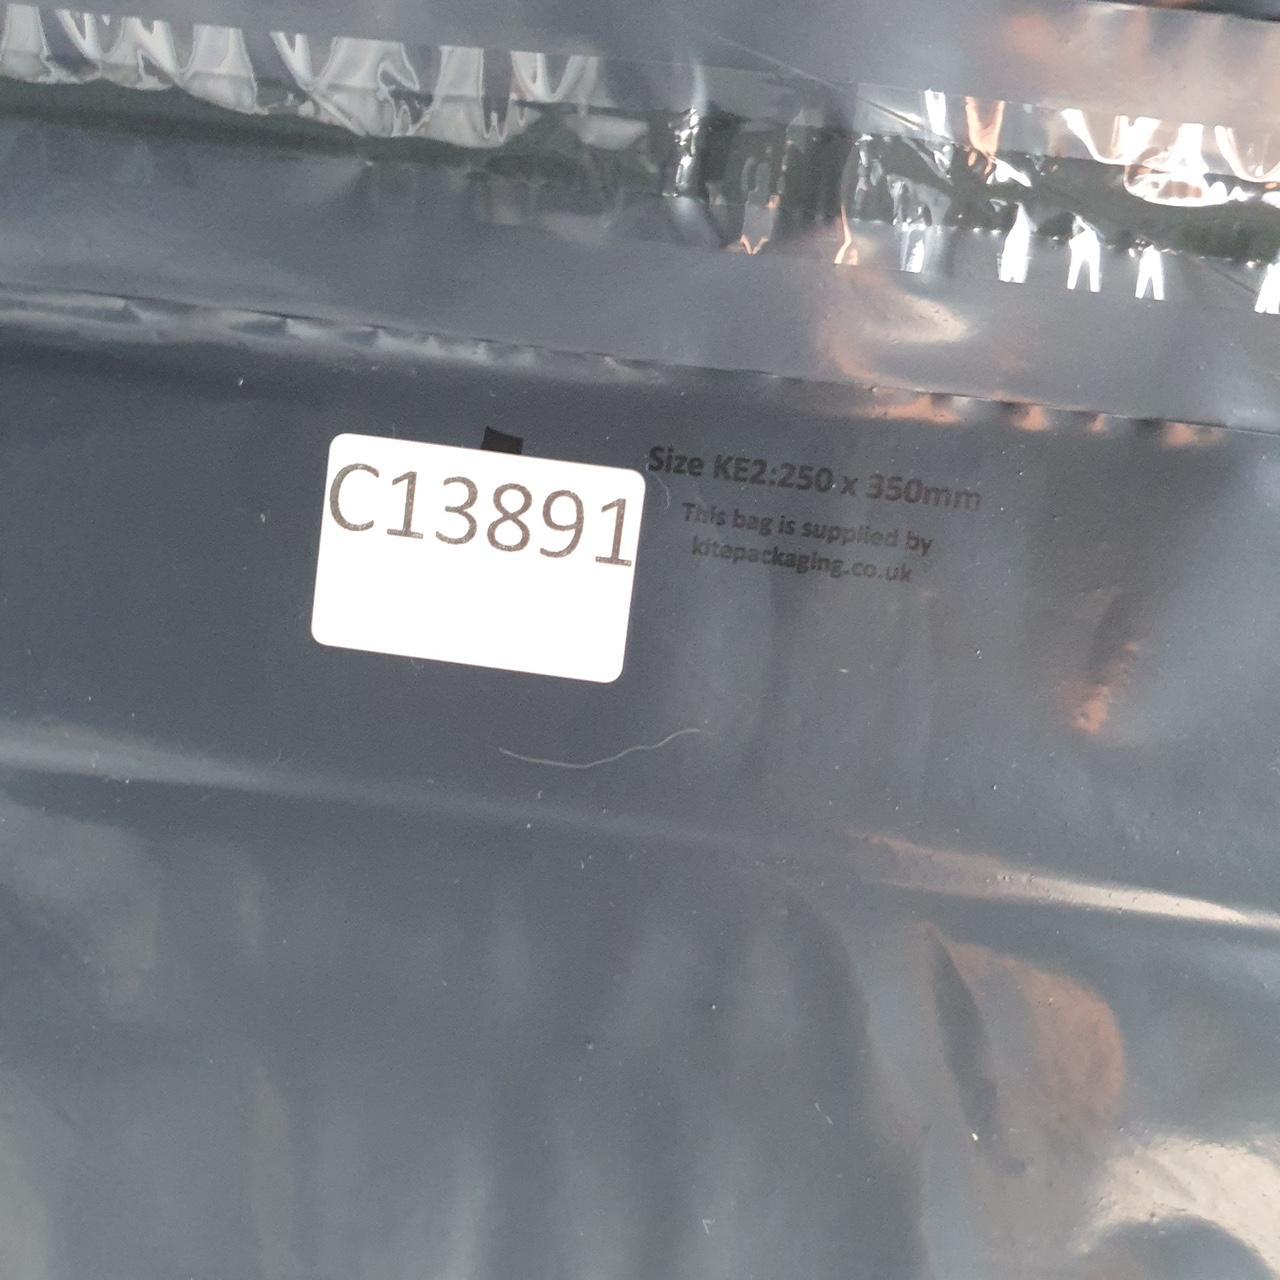 C13891
Size KE2:250 x 350mm
This bag is supplied by
kitepackaging.co.uk